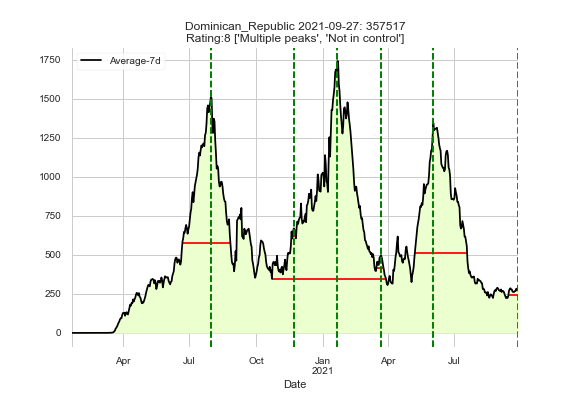 Dominican_Republic 2021-09-27: 357517
Rating:8 ['Multiple peaks', 'Not in control']
Average-7d
1750
1500
1250
1000
750
500
250
0
Apr
Jul
Oct
Jan
2021
Apr
Jul
Date